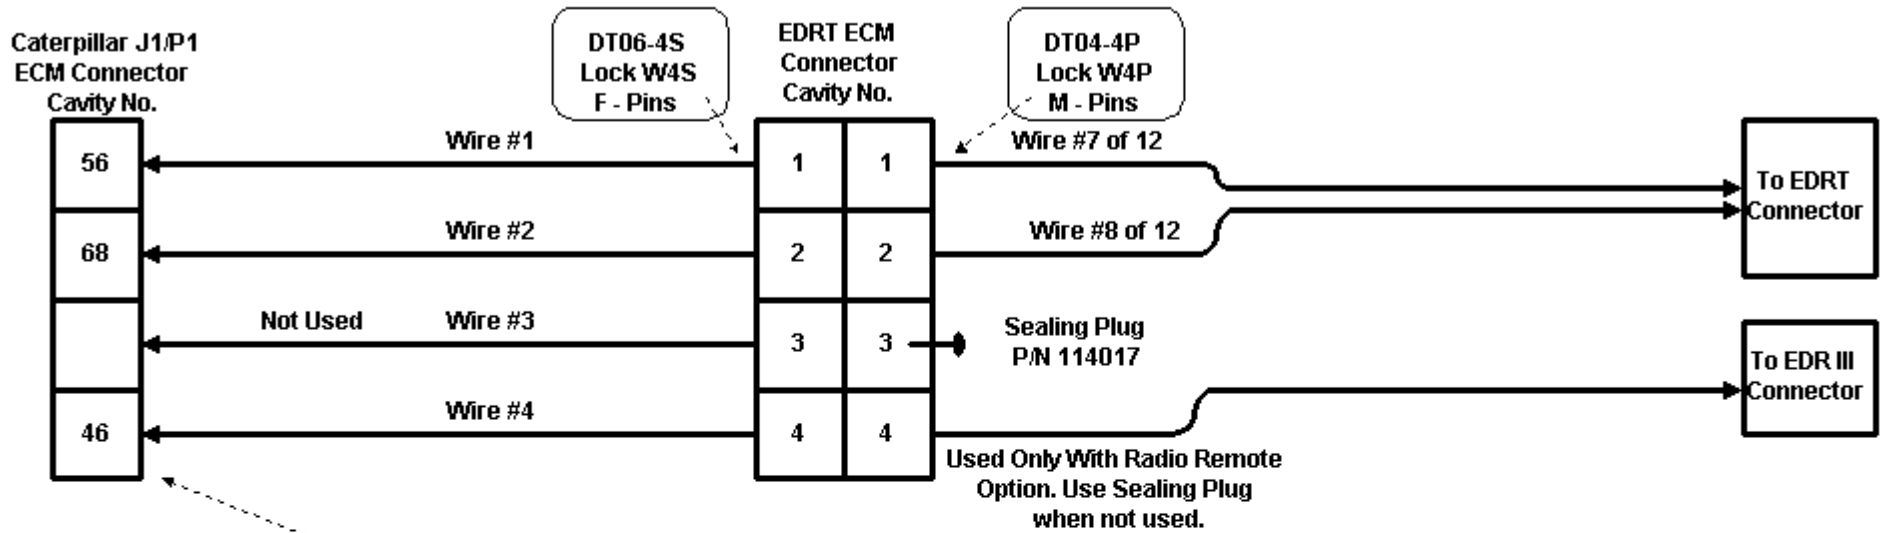 Caterpillar J1/P1
ECM Connector
Cavity No.
DT06-4S
Lock W4S
F - Pins
EDRT ECM
Connector
Cavity No.
DT04-4P
Lock W4P
M - Pins
56
Wire #1
1
1
Wire #7 of 12
To EDRT
Connector
68
Wire #2
2
2
Wire #8 of 12
Not Used
Wire #3
3
3
Sealing Plug
P/N 114017
To EDR III
Connector
46
Wire #4
4
4
Used Only With Radio Remote
Option. Use Sealing Plug
when not used.